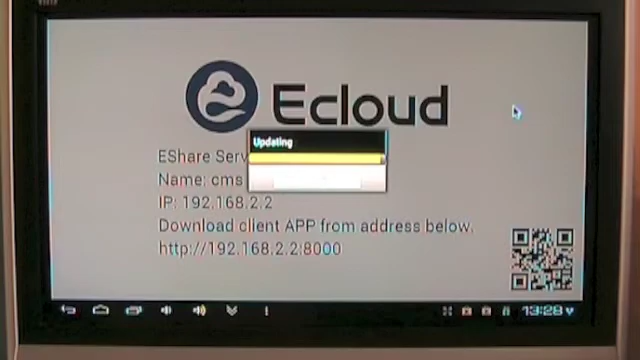 Ecloud
Updating
EShare Serv
Name: cms
IP: 192.168.2.2
Download client APP from address below.
http://192.168.2.2:8000
13:28